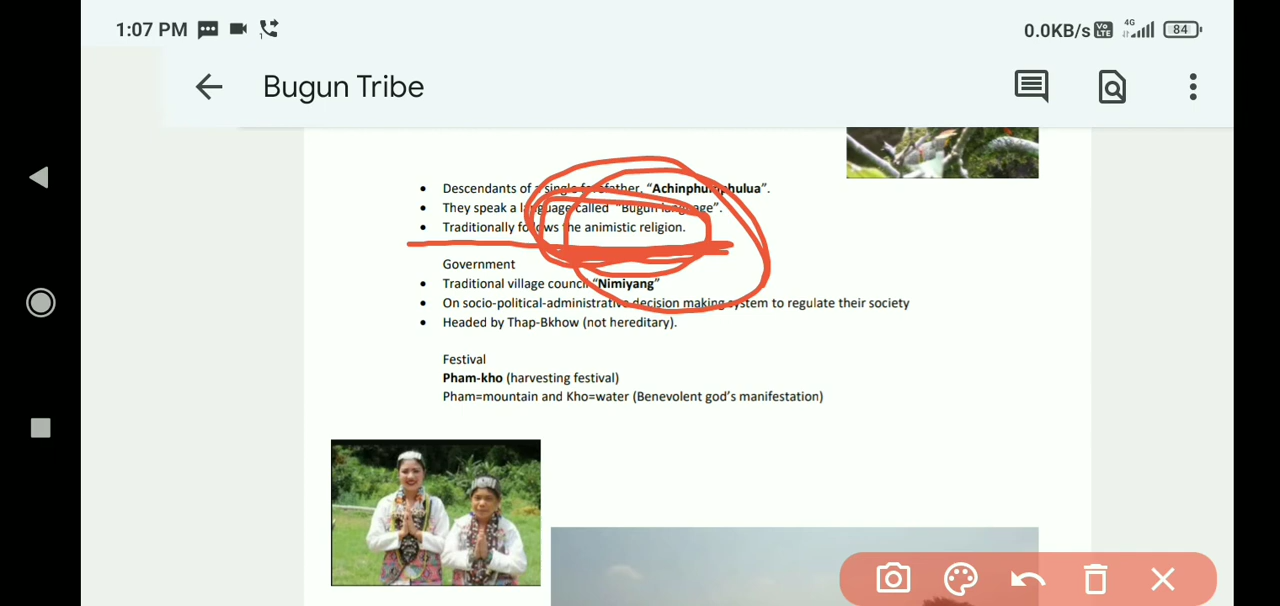 1:07 PM
0.0KB/s Vo LTE 4G 84
Bugun Tribe
• Descendants of a single forefather, “Achinphumphulua”.
• They speak a language called “Bugun language”.
• Traditionally follows the animistic religion.
Government
• Traditional village council “Nimiyang”
• On socio-political-administrative decision making system to regulate their society
• Headed by Thap-Bkhow (not hereditary).
Festival
Pham-kho (harvesting festival)
Pham=mountain and Kho=water (Benevolent god’s manifestation)